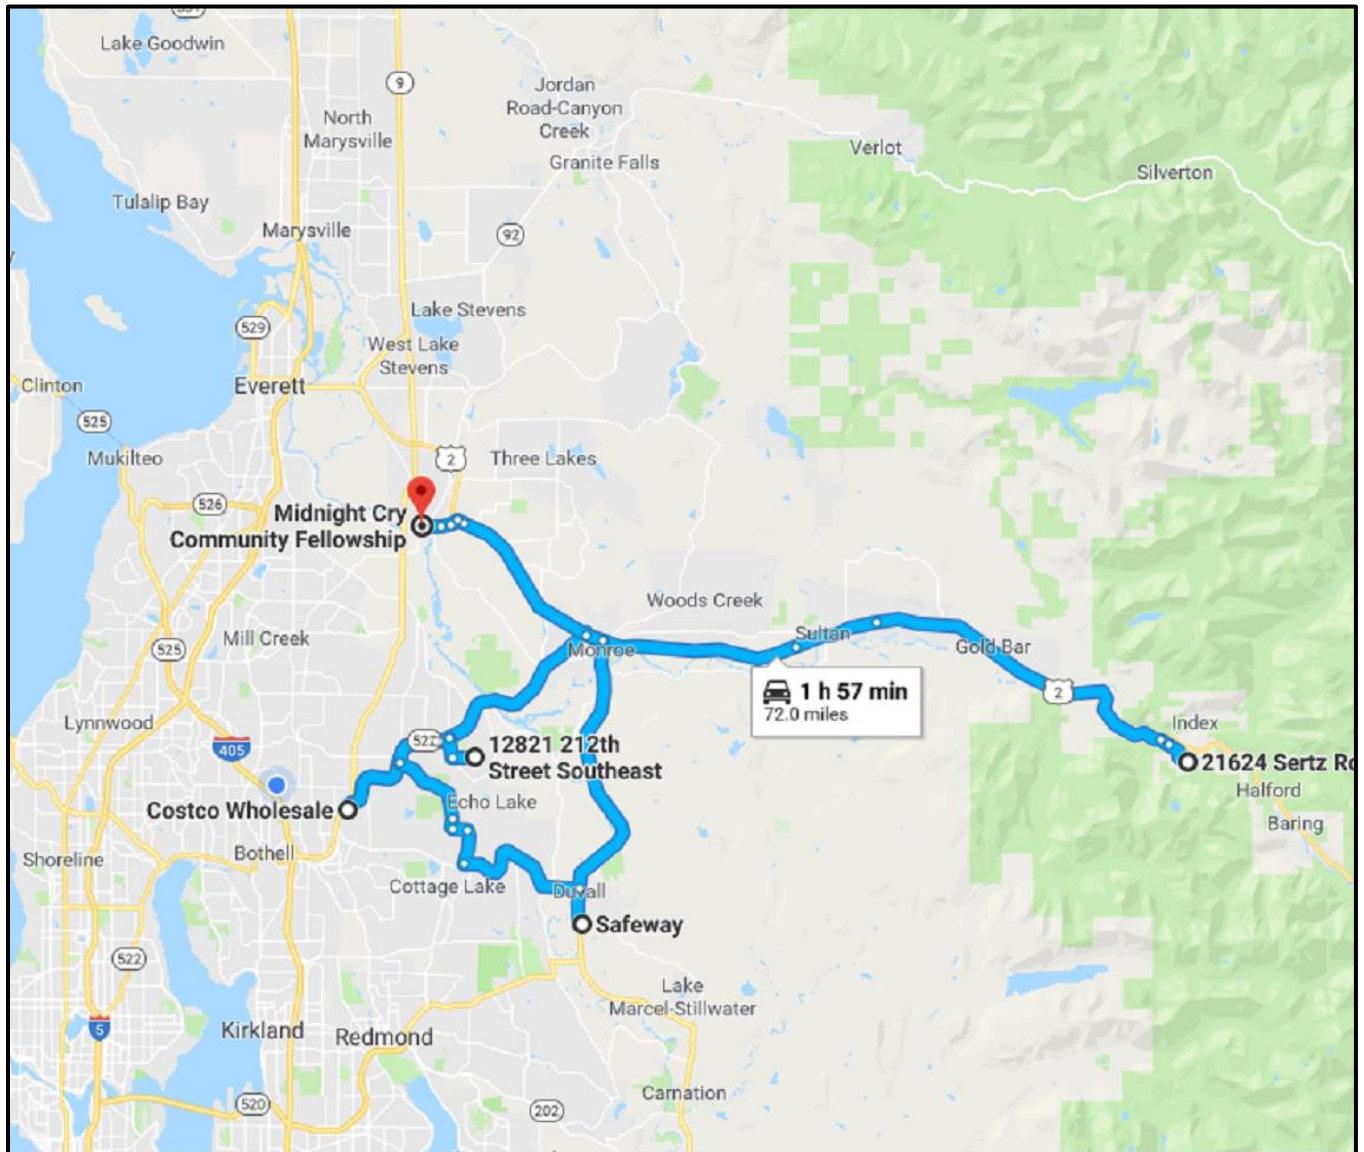 Lake Goodwin
9
Jordan
Road-Canyon
Creek
North
Marysville
Granite Falls
Verlot
Silverton
Tulalip Bay
Marysville
92
Lake Stevens
529
West Lake
Stevens
Clinton
Everett
525
2
Three Lakes
Mukilteo
526
Midnight Cry
Community Fellowship
Woods Creek
Mill Creek
525
Sultan
Monroe
Gold Bar
1 h 57 min
72.0 miles
2
Lynnwood
405
522
Index
12821 212th
Street Southeast
21624 Sertz Rd
Halford
Costco Wholesale
Echo Lake
Baring
Shoreline
Bothell
Cottage Lake
Duvall
Safeway
522
Lake
Marcel-Stillwater
5
Kirkland
Redmond
Carnation
520
202